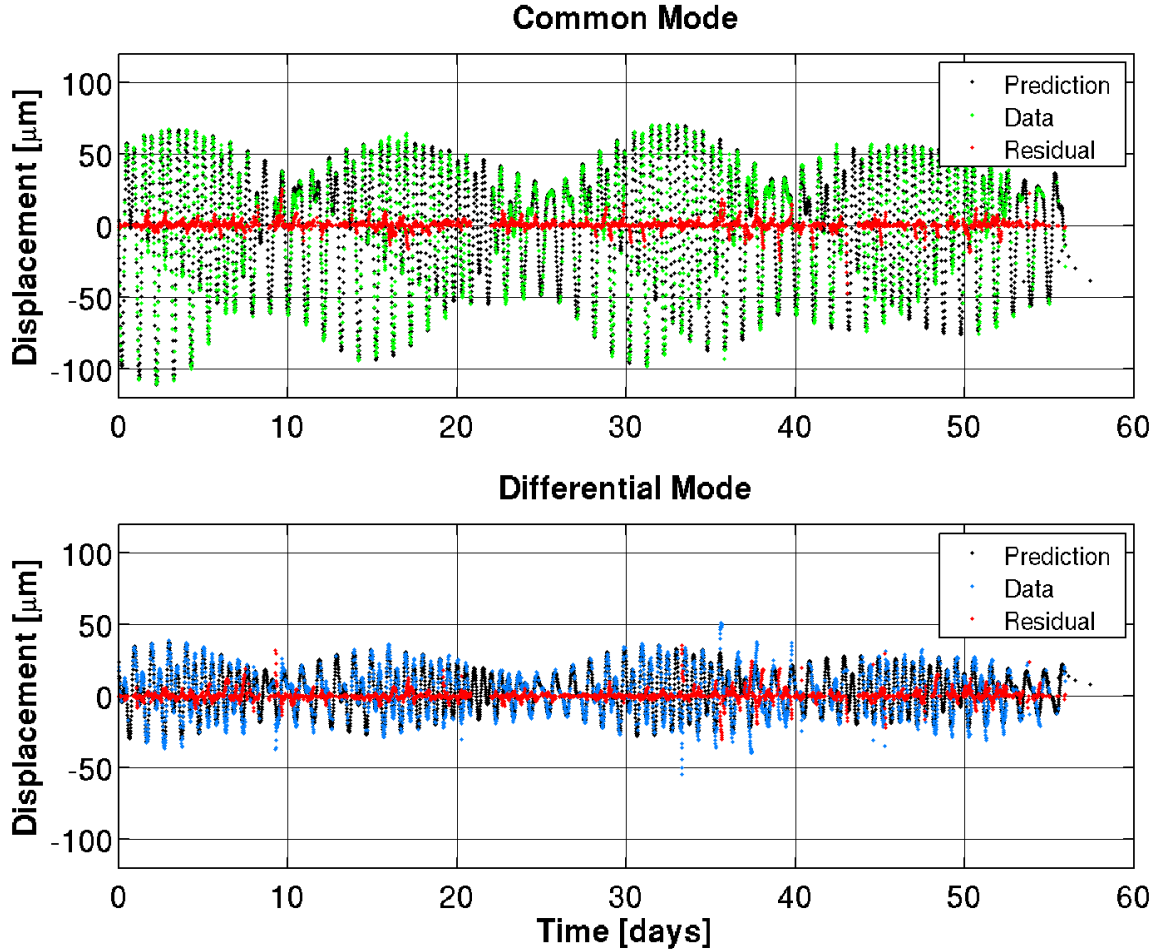 Common Mode
Displacement [μm]
100
50
0
-50
-100
Prediction
Data
Residual
0 10 20 30 40 50 60
Differential Mode
Displacement [μm]
100
50
0
-50
-100
Prediction
Data
Residual
0 10 20 30 40 50 60
Time [days]